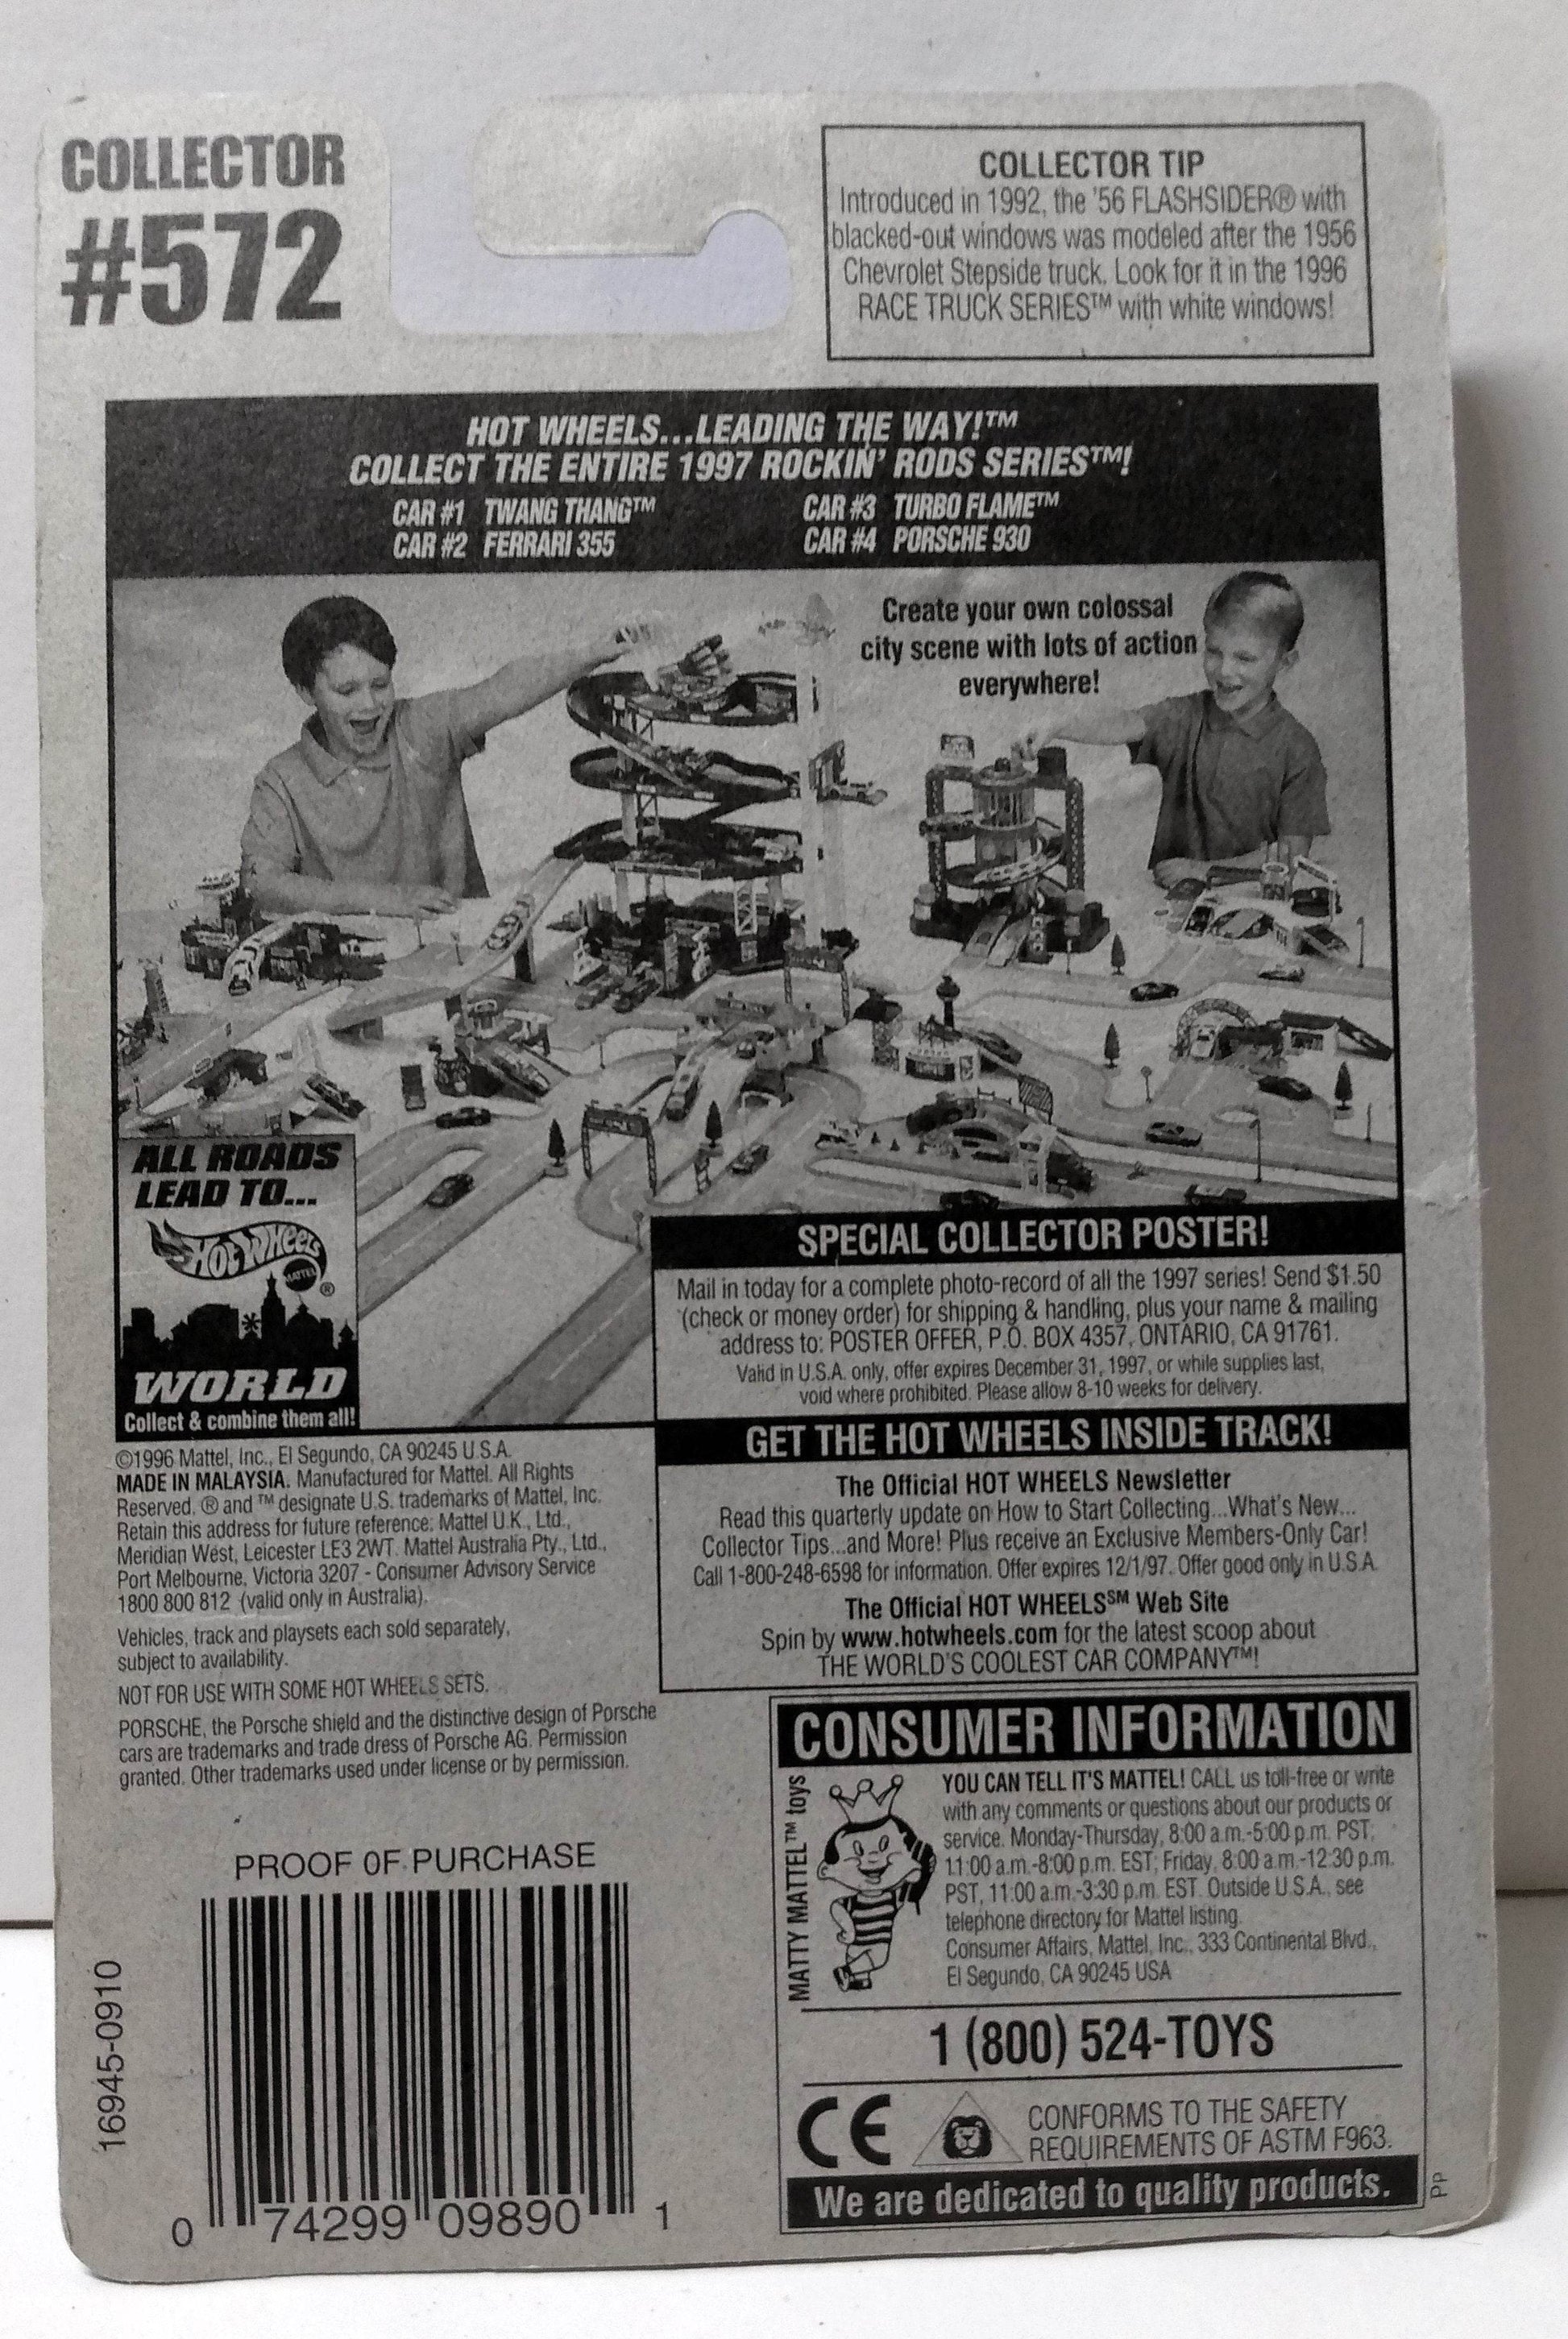 COLLECTOR
#572
COLLECTOR TIP
Introduced in 1992, the '56 FLASHSIDER® with
blacked-out windows was modeled after the 1956
Chevrolet Stepside truck. Look for it in the 1996
RACE TRUCK SERIES™ with white windows!
HOT WHEELS...LEADING THE WAY!™
COLLECT THE ENTIRE 1997 ROCKIN' RODS SERIES™!
CAR #1 TWANG THANG™
CAR #2 FERRARI 355
CAR #3 TURBO FLAME™
CAR #4 PORSCHE 930
Create your own colossal
city scene with lots of action
everywhere!
ALL ROADS
LEAD TO...
Hot Wheels
MATTEL ®
WORLD
Collect & combine them all!
SPECIAL COLLECTOR POSTER!
Mail in today for a complete photo-record of all the 1997 series! Send $1.50
(check or money order) for shipping & handling, plus your name & mailing
address to: POSTER OFFER, P.O. BOX 4357, ONTARIO, CA 91761.
Valid in U.S.A. only, offer expires December 31, 1997, or while supplies last,
void where prohibited. Please allow 8-10 weeks for delivery.
GET THE HOT WHEELS INSIDE TRACK!
The Official HOT WHEELS Newsletter
Read this quarterly update on How to Start Collecting...What's New...
Collector Tips...and More! Plus receive an Exclusive Members-Only Car!
Call 1-800-248-6598 for information. Offer expires 12/1/97. Offer good only in U.S.A.
The Official HOT WHEELS℠ Web Site
Spin by www.hotwheels.com for the latest scoop about
THE WORLD'S COOLEST CAR COMPANY™!
©1996 Mattel, Inc., El Segundo, CA 90245 U.S.A.
MADE IN MALAYSIA. Manufactured for Mattel. All Rights
Reserved. ® and ™ designate U.S. trademarks of Mattel, Inc.
Retain this address for future reference: Mattel U.K., Ltd.,
Meridian West, Leicester LE3 2WT. Mattel Australia Pty., Ltd.,
Port Melbourne, Victoria 3207 - Consumer Advisory Service
1800 800 812 (valid only in Australia).
Vehicles, track and playsets each sold separately,
subject to availability.
NOT FOR USE WITH SOME HOT WHEELS SETS.
PORSCHE, the Porsche shield and the distinctive design of Porsche
cars are trademarks and trade dress of Porsche AG. Permission
granted. Other trademarks used under license or by permission.
PROOF OF PURCHASE
16945-0910
0 74299 09890 1
CONSUMER INFORMATION
MATTY MATTEL™ toys
YOU CAN TELL IT'S MATTEL! CALL us toll-free or write
with any comments or questions about our products or
service. Monday-Thursday, 8:00 a.m.-5:00 p.m. PST,
11:00 a.m.-8:00 p.m. EST; Friday, 8:00 a.m.-12:30 p.m.
PST, 11:00 a.m.-3:30 p.m. EST. Outside U.S.A., see
telephone directory for Mattel listing.
Consumer Affairs, Mattel, Inc., 333 Continental Blvd.,
El Segundo, CA 90245 USA
1 (800) 524-TOYS
CE
CONFORMS TO THE SAFETY
REQUIREMENTS OF ASTM F963.
We are dedicated to quality products.
PP